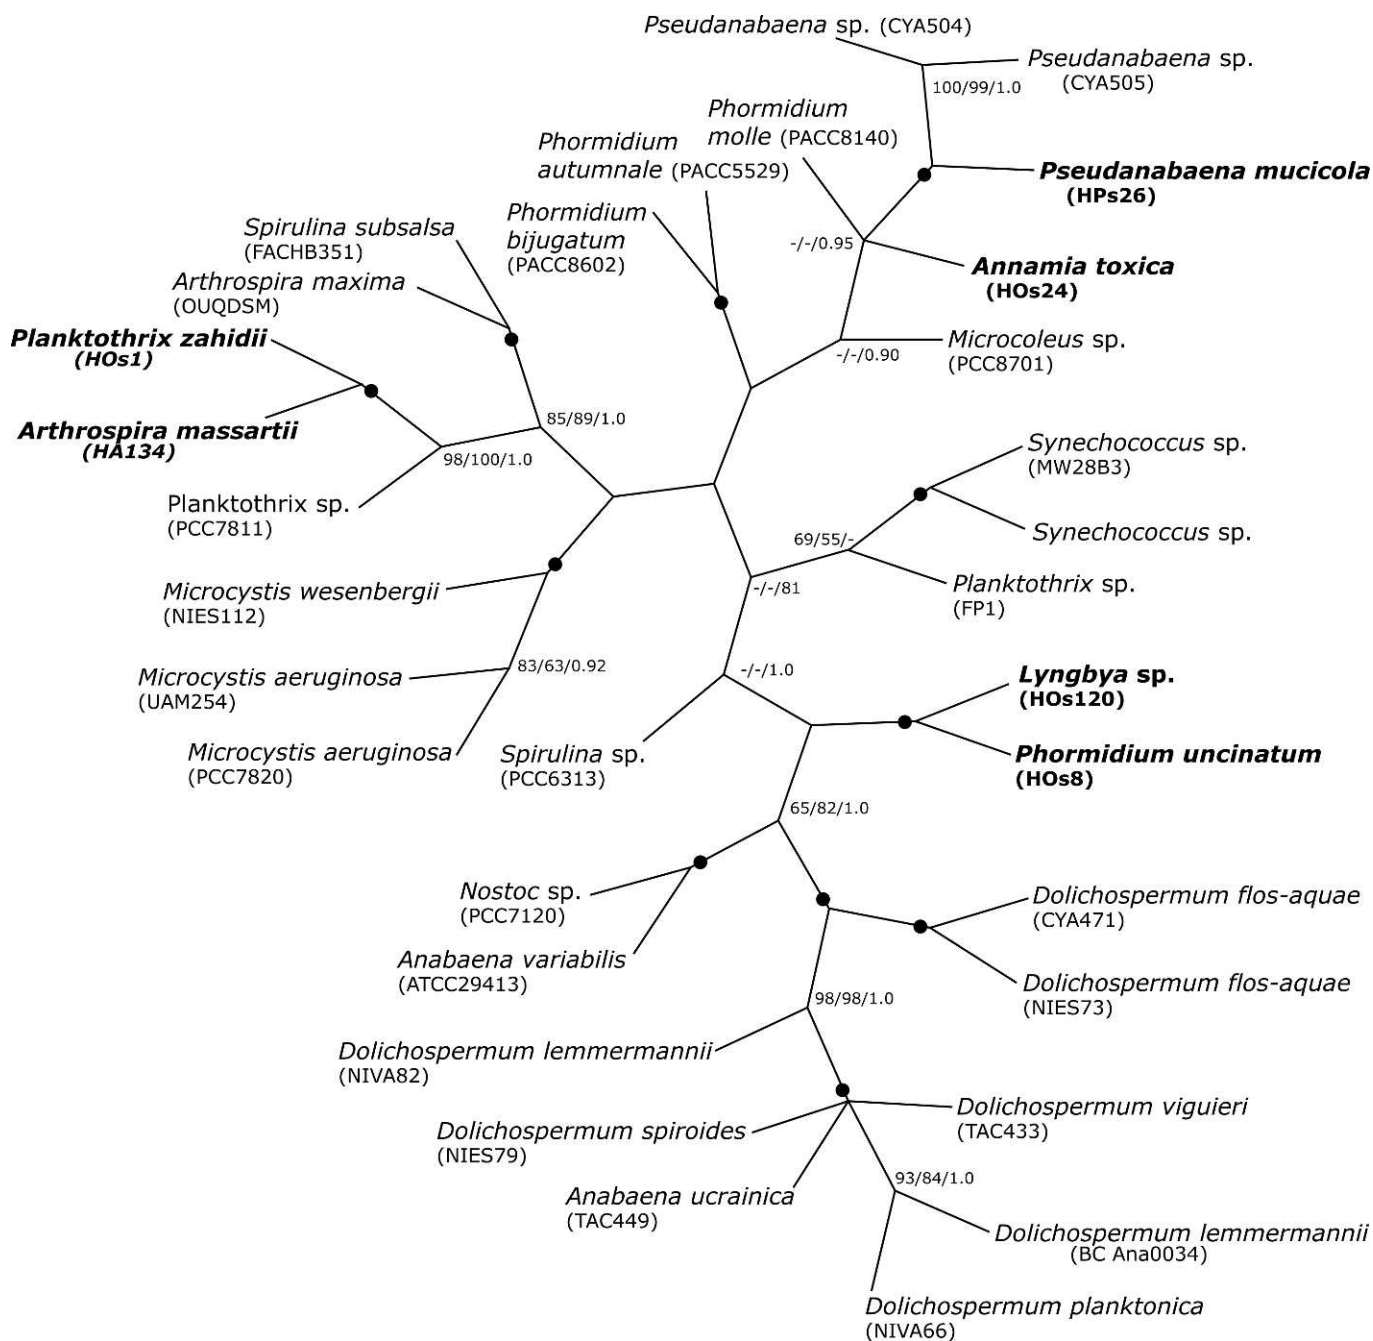 Pseudanabaena sp. (CYA504)
Pseudanabaena sp.
(CYA505)
100/99/1.0
Phormidium
molle (PACC8140)
Phormidium
autumnale (PACC5529)
Pseudanabaena mucicola
(HPs26)
Phormidium
bijugatum
(PACC8602)
Spirulina subsalsa
(FACHB351)
-/-/0.95
Annamia toxica
(HOs24)
Arthrospira maxima
(OUQDSM)
Planktothrix zahidii
(HOs1)
Microcoleus sp.
(PCC8701)
-/-/0.90
85/89/1.0
Arthrospira massartii
(HA134)
98/100/1.0
Synechococcus sp.
(MW28B3)
Planktothrix sp.
(PCC7811)
Synechococcus sp.
69/55/-
Planktothrix sp.
(FP1)
-/-/81
Microcystis wesenbergii
(NIES112)
83/63/0.92
-/-/1.0
Microcystis aeruginosa
(UAM254)
Lyngbya sp.
(HOs120)
Microcystis aeruginosa
(PCC7820)
Spirulina sp.
(PCC6313)
Phormidium uncinatum
(HOs8)
65/82/1.0
Nostoc sp.
(PCC7120)
Dolichospermum flos-aquae
(CYA471)
Anabaena variabilis
(ATCC29413)
Dolichospermum flos-aquae
(NIES73)
98/98/1.0
Dolichospermum lemmermannii
(NIVA82)
Dolichospermum viguieri
(TAC433)
Dolichospermum spiroides
(NIES79)
93/84/1.0
Anabaena ucrainica
(TAC449)
Dolichospermum lemmermannii
(BC Ana0034)
Dolichospermum planktonica
(NIVA66)